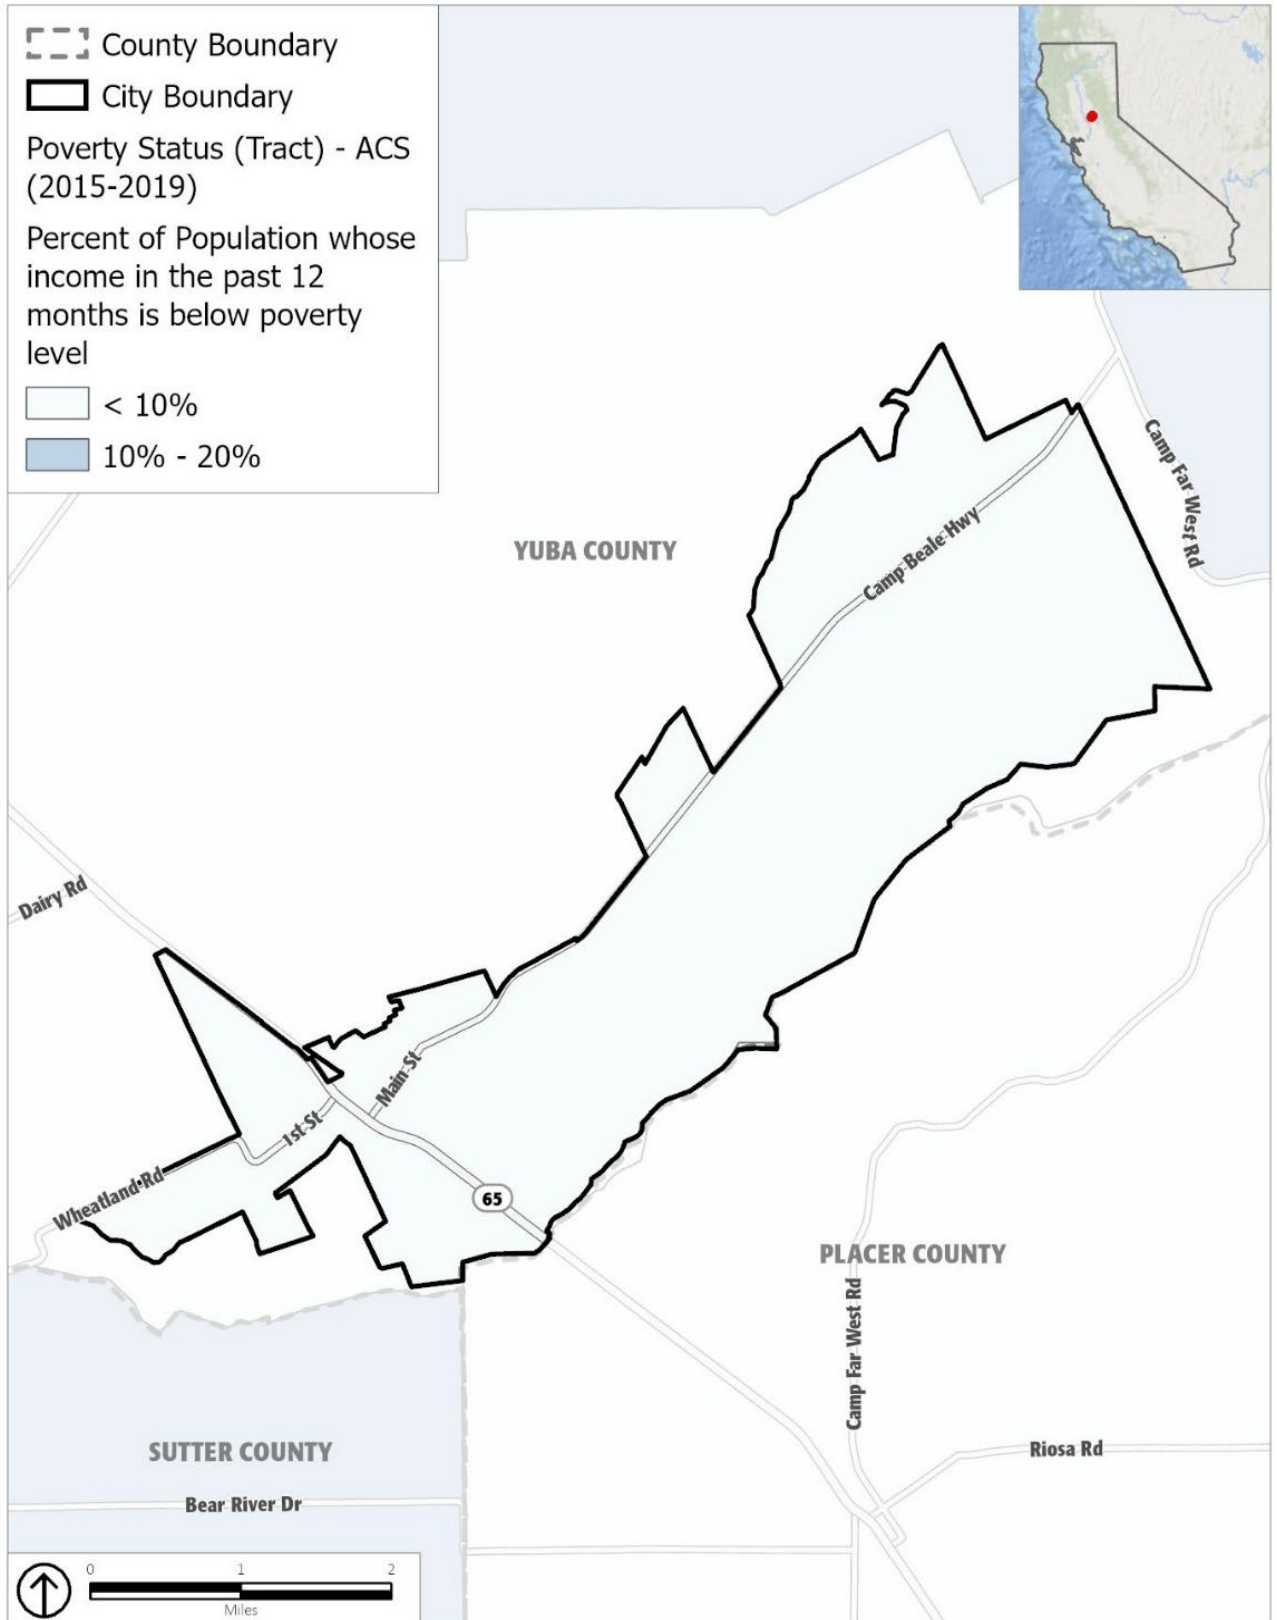 County Boundary
City Boundary
Poverty Status (Tract) - ACS
(2015-2019)
Percent of Population whose
income in the past 12
months is below poverty
level
< 10%
10% - 20%
Camp Far West Rd
YUBA COUNTY
Camp Beale Hwy
Dairy Rd
Main St
1st St
Wheatland Rd
65
PLACER COUNTY
Camp Far West Rd
SUTTER COUNTY
Riosa Rd
Bear River Dr
0 1 2
Miles